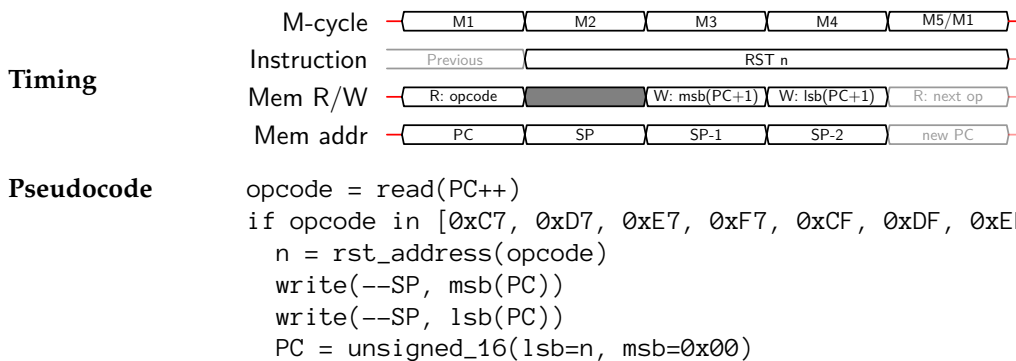 M-cycle M1 M2 M3 M4 M5/M1
Instruction Previous RST n
Timing
Mem R/W R: opcode W: msb(PC+1) W: lsb(PC+1) R: next op
Mem addr PC SP SP-1 SP-2 new PC
Pseudocode opcode = read(PC++)
if opcode in [0xC7, 0xD7, 0xE7, 0xF7, 0xCF, 0xDF,
n = rst_address(opcode)
write(--SP, msb(PC))
write(--SP, lsb(PC))
PC = unsigned_16(lsb=n, msb=0x00)